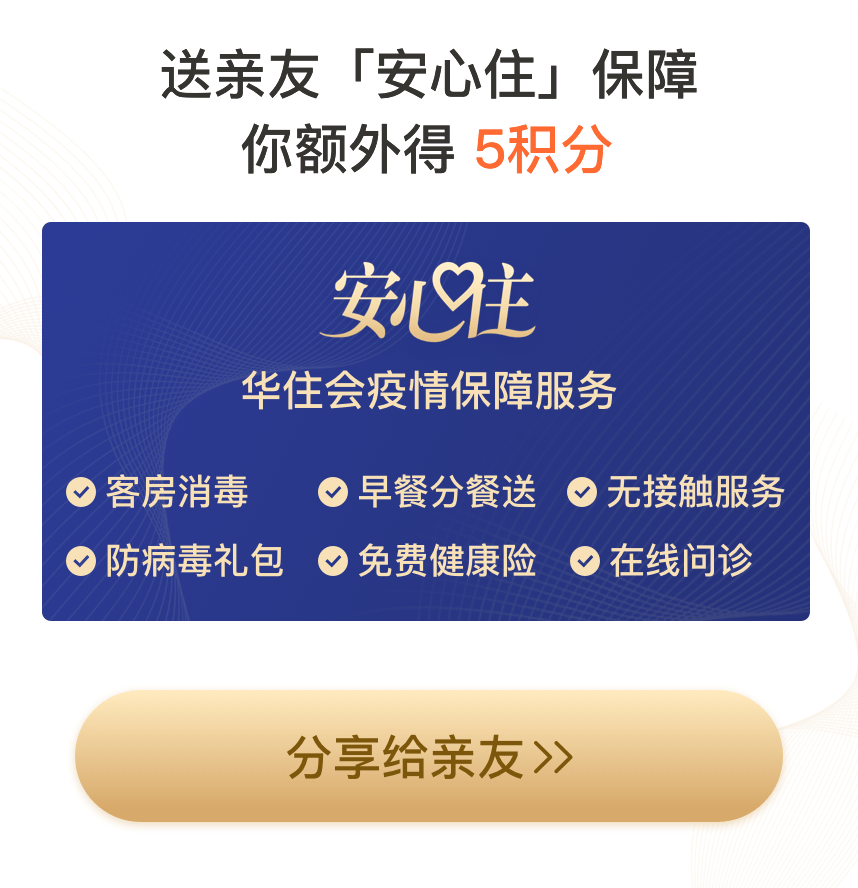 送亲友「安心住」保障
你额外得 5积分
安心住
华住会疫情保障服务
客房消毒 早餐分餐送 无接触服务
防病毒礼包 免费健康险 在线问诊
分享给亲友